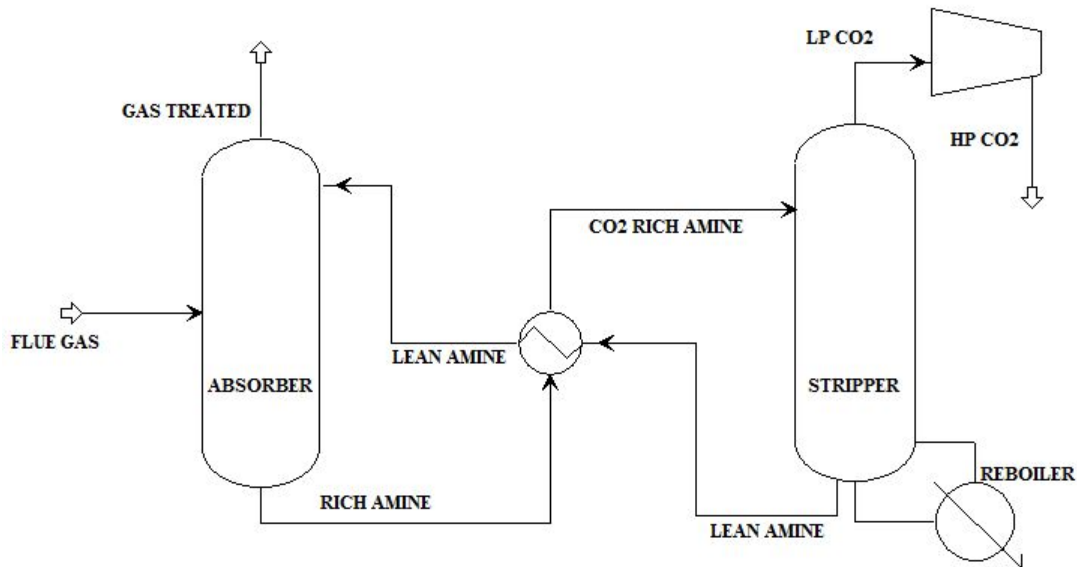 LP CO2
GAS TREATED
HP CO2
CO2 RICH AMINE
FLUE GAS
LEAN AMINE
ABSORBER
STRIPPER
REBOILER
RICH AMINE
LEAN AMINE